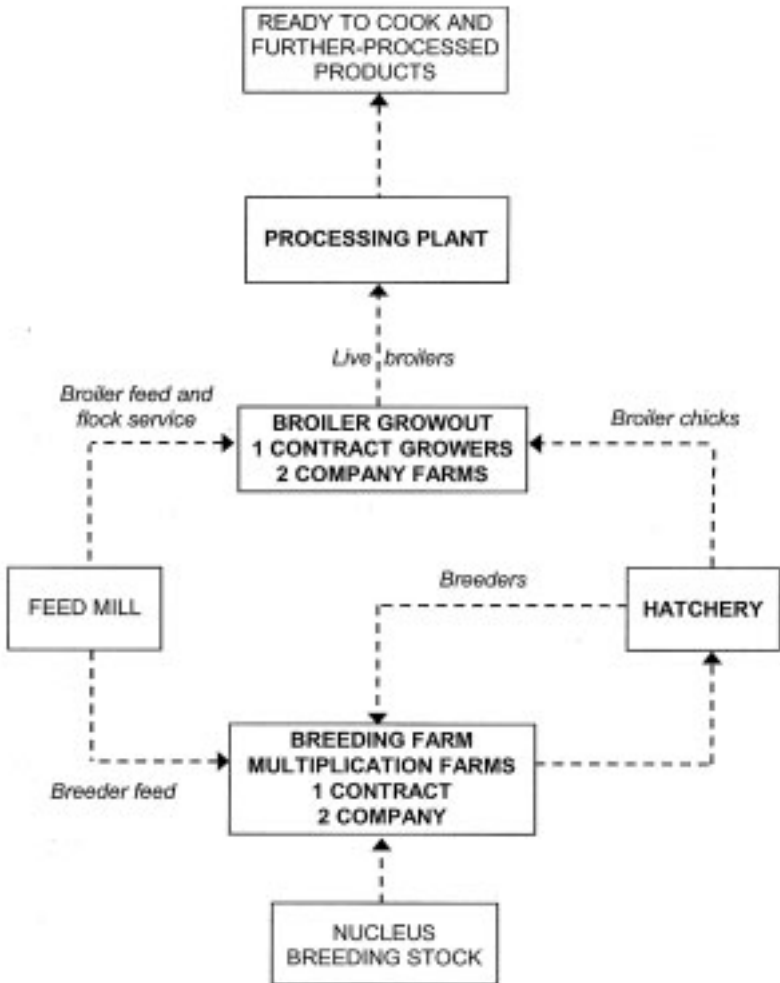 READY TO COOK AND
FURTHER-PROCESSED
PRODUCTS
PROCESSING PLANT
Live broilers
Broiler feed and
flock service
BROILER GROWOUT
1 CONTRACT GROWERS
2 COMPANY FARMS
Broiler chicks
FEED MILL
Breeders
HATCHERY
BREEDING FARM
MULTIPLICATION FARMS
1 CONTRACT
2 COMPANY
Breeder feed
NUCLEUS
BREEDING STOCK